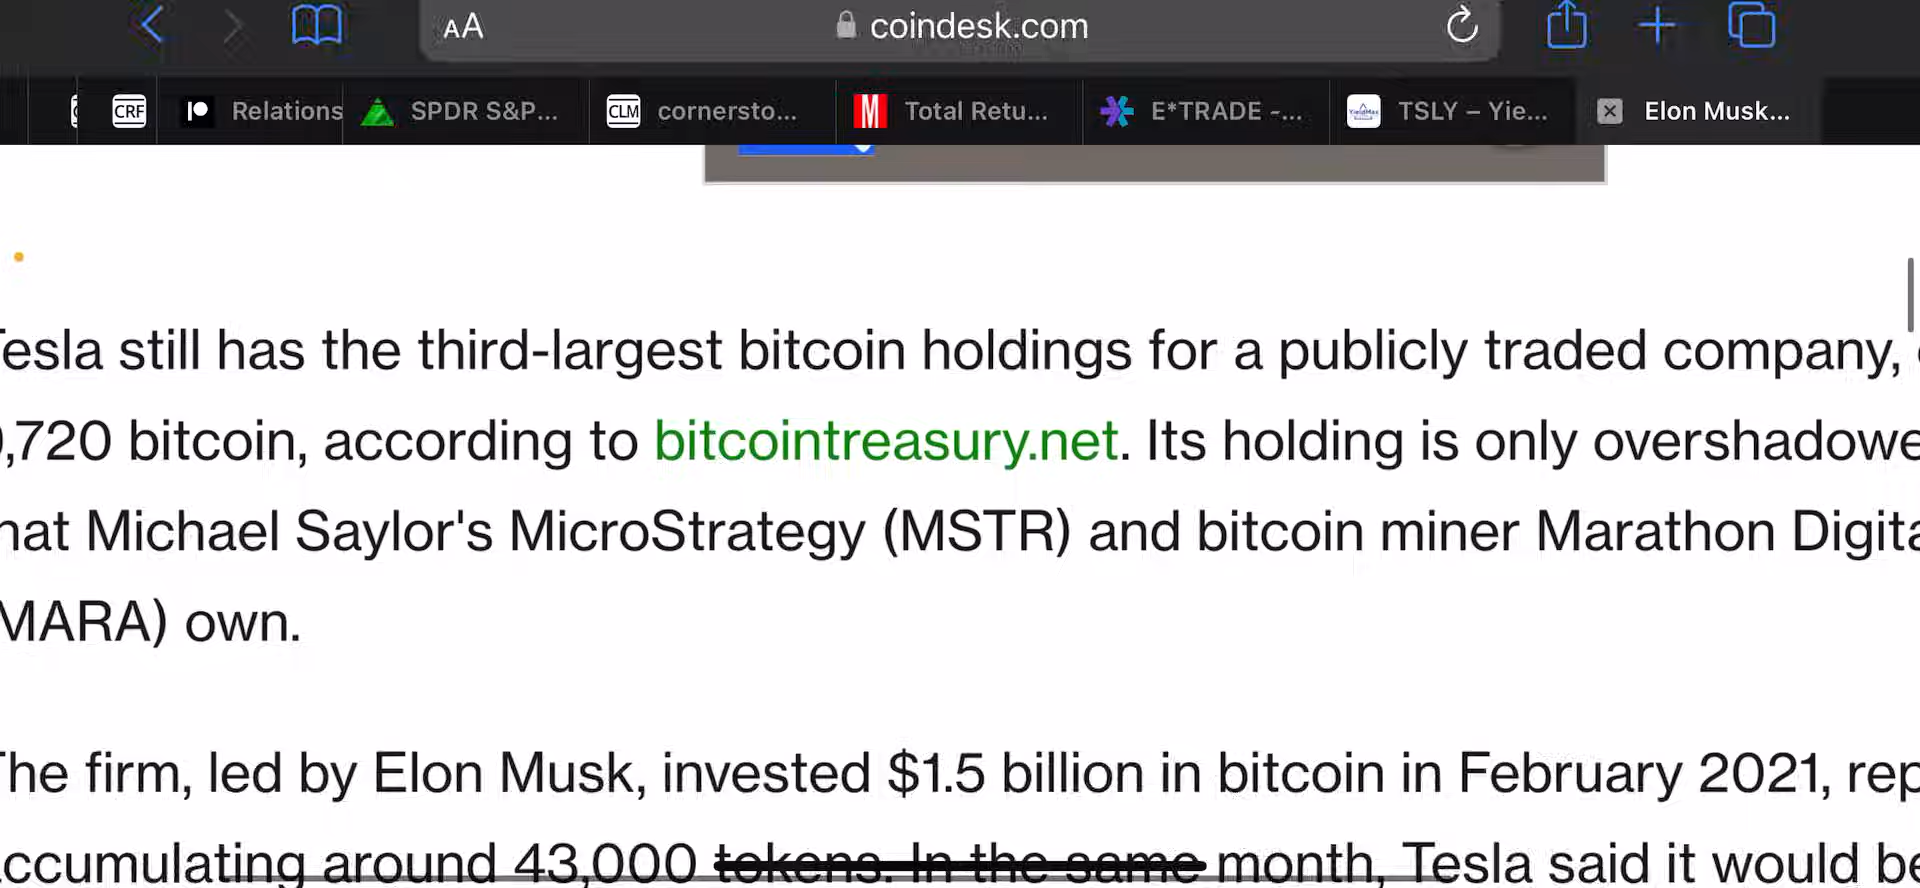 AA coindesk.com
CRF Relations SPDR S&P... CLM cornersto... M Total Retu... E*TRADE -... TSLY – Yie... Elon Musk...
esla still has the third-largest bitcoin holdings for a publicly traded company,
,720 bitcoin, according to bitcointreasury.net. Its holding is only overshadowe
hat Michael Saylor's MicroStrategy (MSTR) and bitcoin miner Marathon Digita
MARA) own.
The firm, led by Elon Musk, invested $1.5 billion in bitcoin in February 2021, rep
ccumulating around 43,000 tokens. In the same month, Tesla said it would be